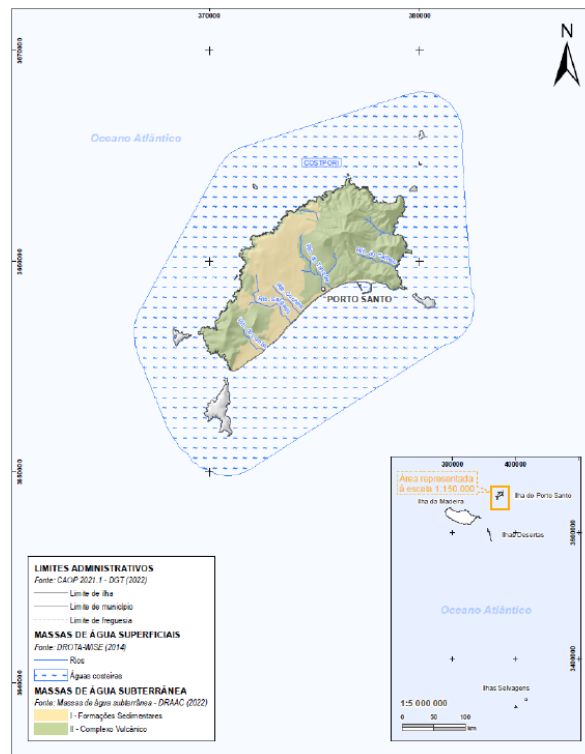 370000
380000
3670000
N
Oceano Atlântico
COSTPORI
3660000
PORTO SANTO
3650000
3640000
LIMITES ADMINISTRATIVOS
Fonte: CAOP 2021.1 - DGT (2022)
Limite de ilha
Limite de município
Limite de freguesia
MASSAS DE ÁGUA SUPERFICIAIS
Fonte: DROTA-WISE (2014)
Rios
Águas costeiras
MASSAS DE ÁGUA SUBTERRÂNEA
Fonte: Massas de água subterrânea - DRAAC (2022)
I - Formações Sedimentares
II - Complexo Vulcânico
300000
400000
Área representada
à escala 1:150 000
Ilha de Porto Santo
Ilha da Madeira
Ilhas Desertas
Oceano Atlântico
3400000
Ilhas Selvagens
1:5 000 000
0
50
100
km